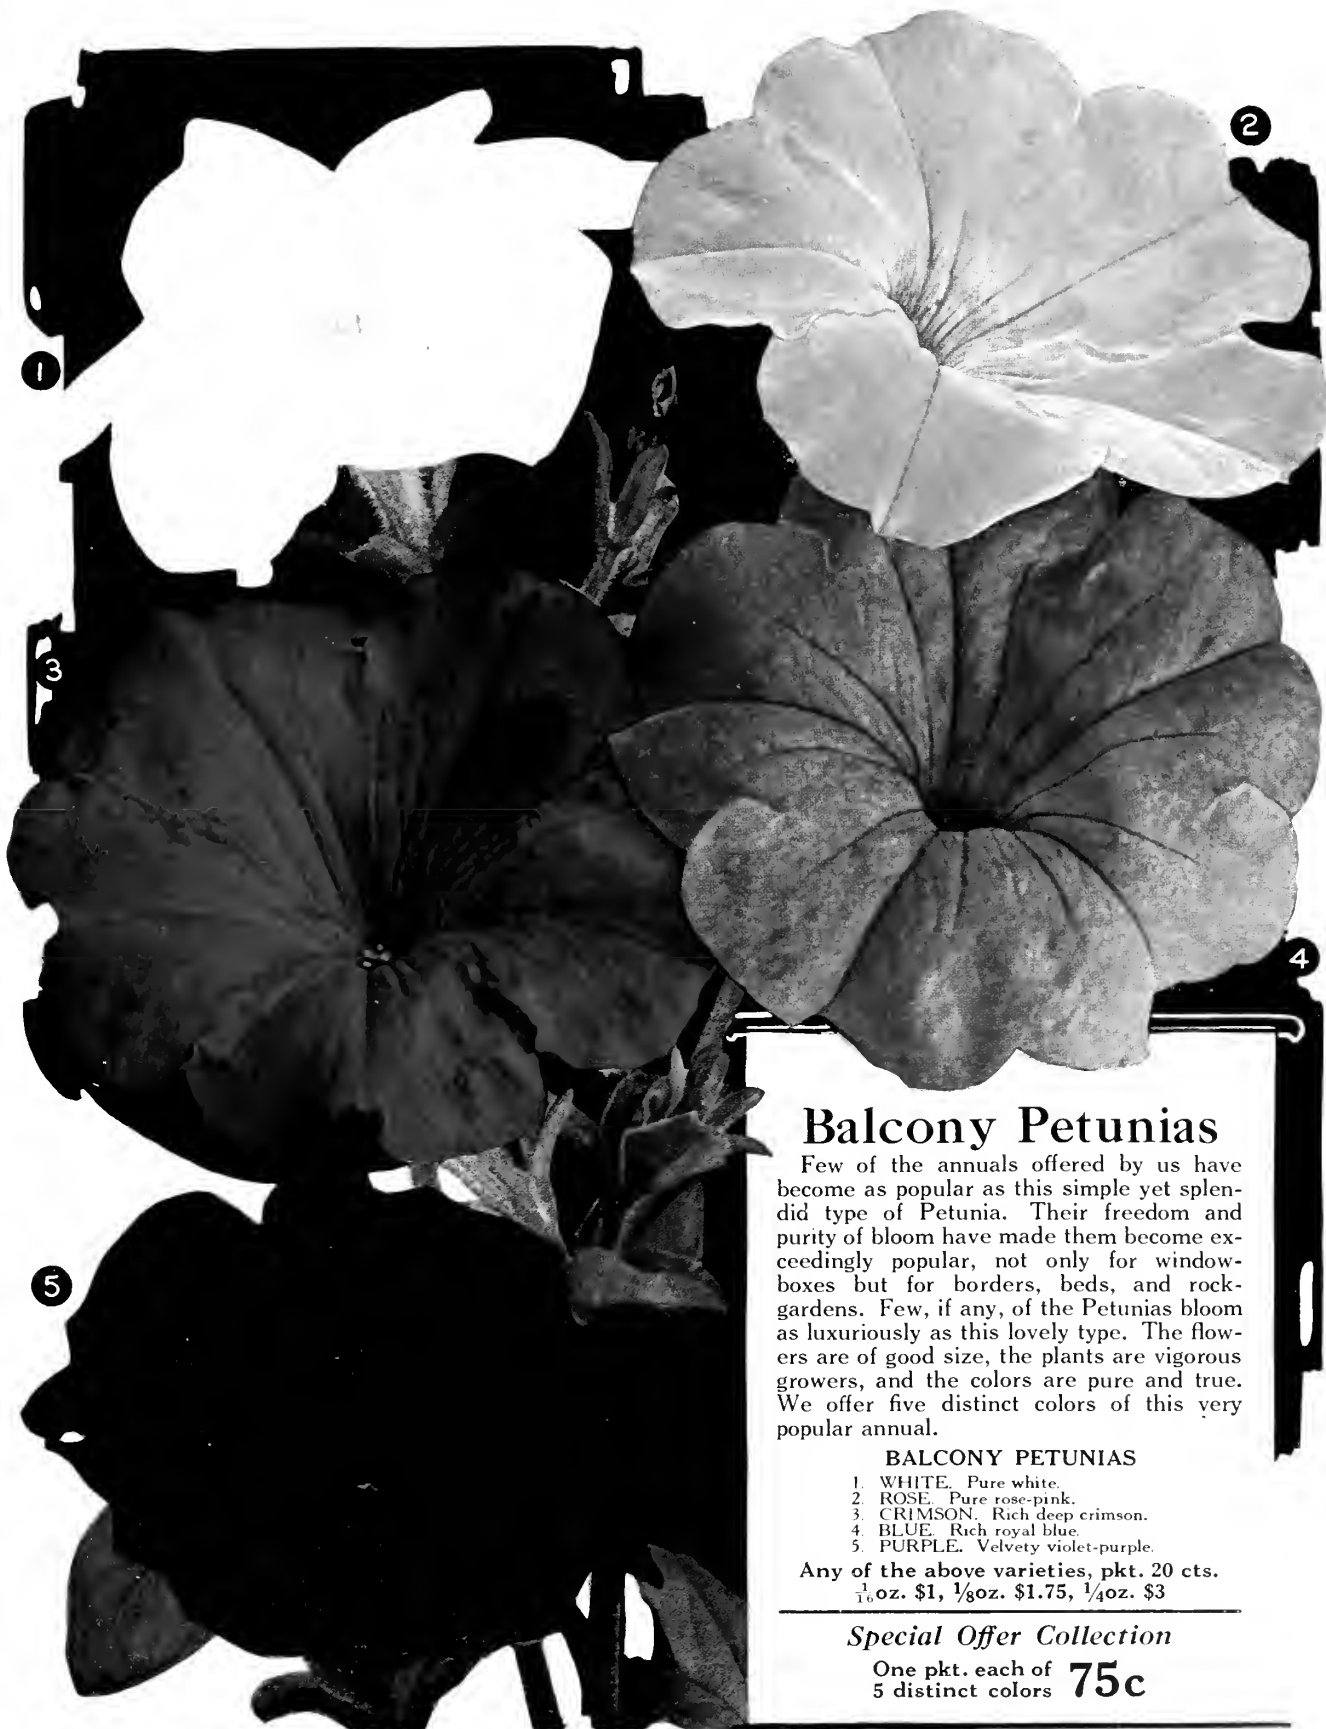 2
1
3
4
5
Balcony Petunias
Few of the annuals offered by us have
become as popular as this simple yet splen-
did type of Petunia. Their freedom and
purity of bloom have made them become ex-
ceedingly popular, not only for window-
boxes but for borders, beds, and rock-
gardens. Few, if any, of the Petunias bloom
as luxuriously as this lovely type. The flow-
ers are of good size, the plants are vigorous
growers, and the colors are pure and true.
We offer five distinct colors of this very
popular annual.
BALCONY PETUNIAS
1. WHITE. Pure white.
2. ROSE. Pure rose-pink.
3. CRIMSON. Rich deep crimson.
4. BLUE. Rich royal blue.
5. PURPLE. Velvety violet-purple.
Any of the above varieties, pkt. 20 cts.
1/16 oz. $1, 1/8 oz. $1.75, 1/4 oz. $3
Special Offer Collection
One pkt. each of
5 distinct colors 75c